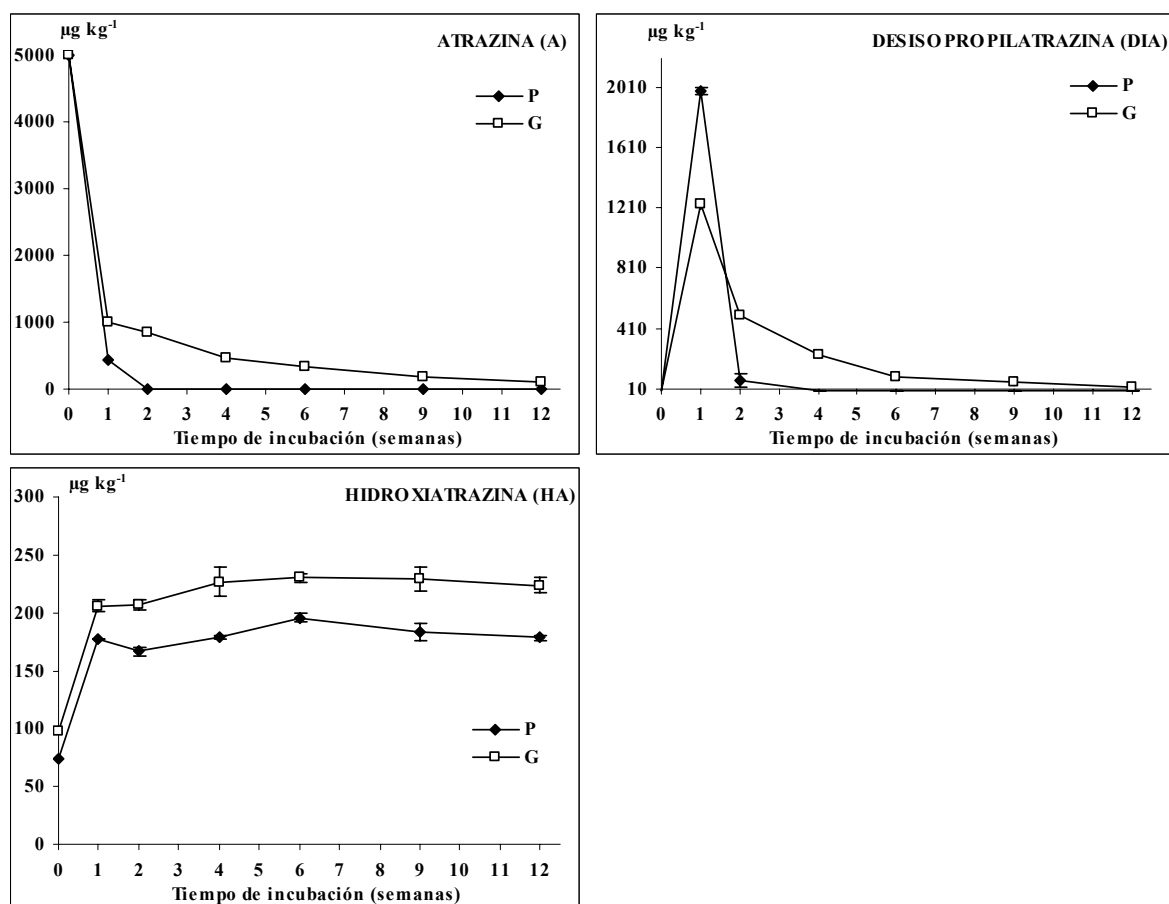 µg kg-1
ATRAZINA (A)
P
G
5000
4000
3000
2000
1000
0
0 1 2 3 4 5 6 7 8 9 10 11 12
Tiempo de incubación (semanas)
µg kg-1
DESISOPROPILATRAZINA (DIA)
P
G
2010
1610
1210
810
410
10
0 1 2 3 4 5 6 7 8 9 10 11 12
Tiempo de incubación (semanas)
µg kg-1
HIDROXIATRAZINA (HA)
300
250
200
150
100
50
0
P
G
0 1 2 3 4 5 6 7 8 9 10 11 12
Tiempo de incubación (semanas)